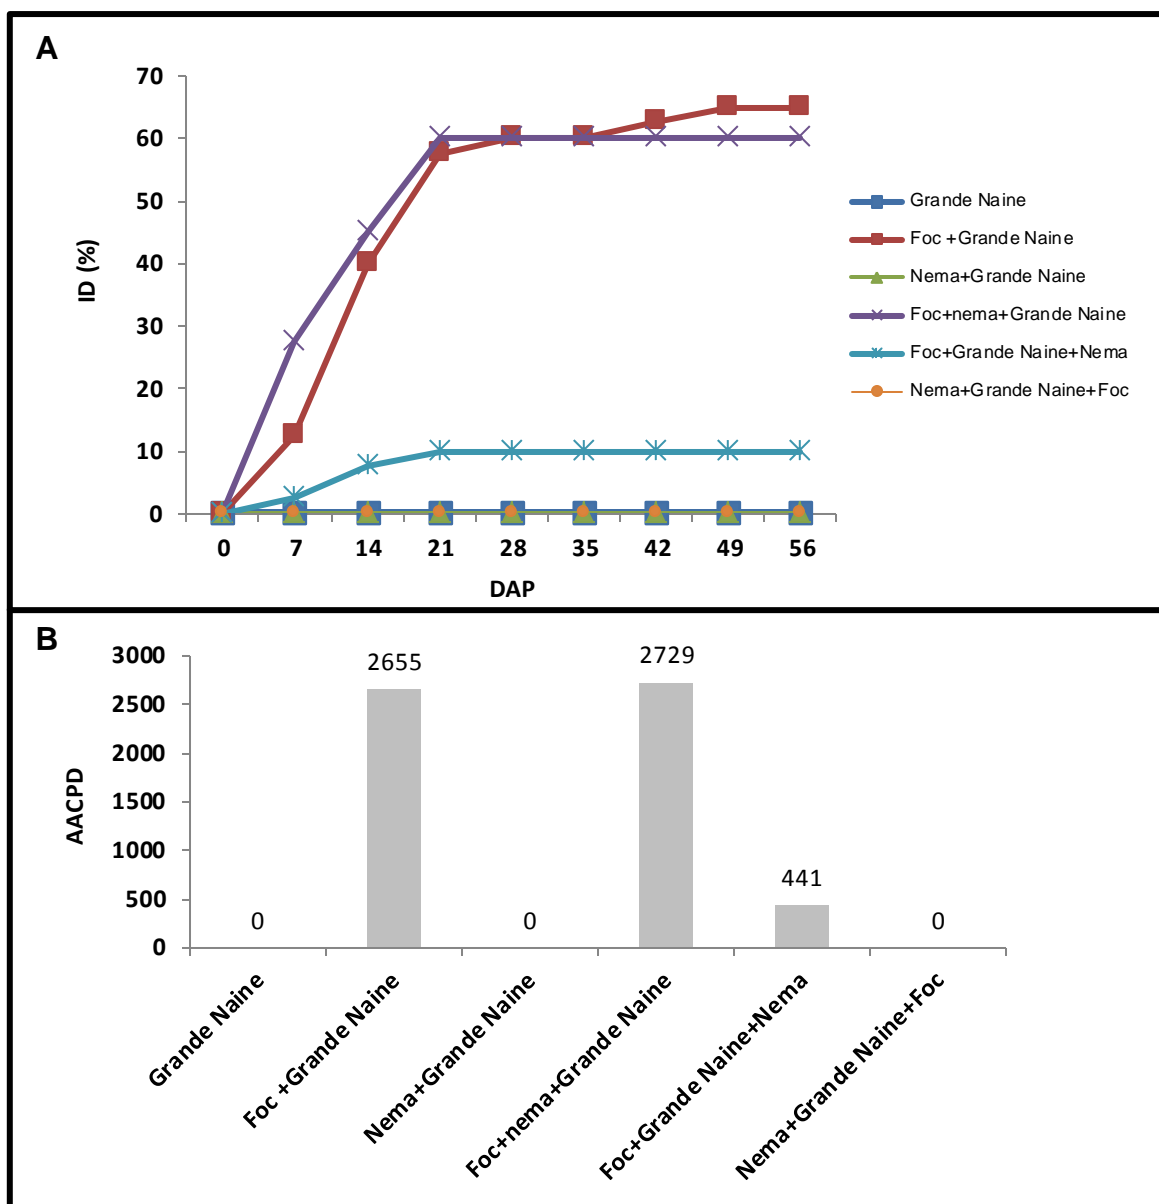 A
70
60
50
40
30
20
10
0
ID (%)
0 7 14 21 28 35 42 49 56
DAP
Grande Naine
Foc +Grande Naine
Nema+Grande Naine
Foc+nema+Grande Naine
Foc+Grande Naine+Nema
Nema+Grande Naine+Foc
B
3000
2500
2000
1500
1000
500
0
AACPD
0
2655
0
2729
441
0
Grande Naine
Foc +Grande Naine
Nema+Grande Naine
Foc+nema+Grande Naine
Foc+Grande Naine+Nema
Nema+Grande Naine+Foc